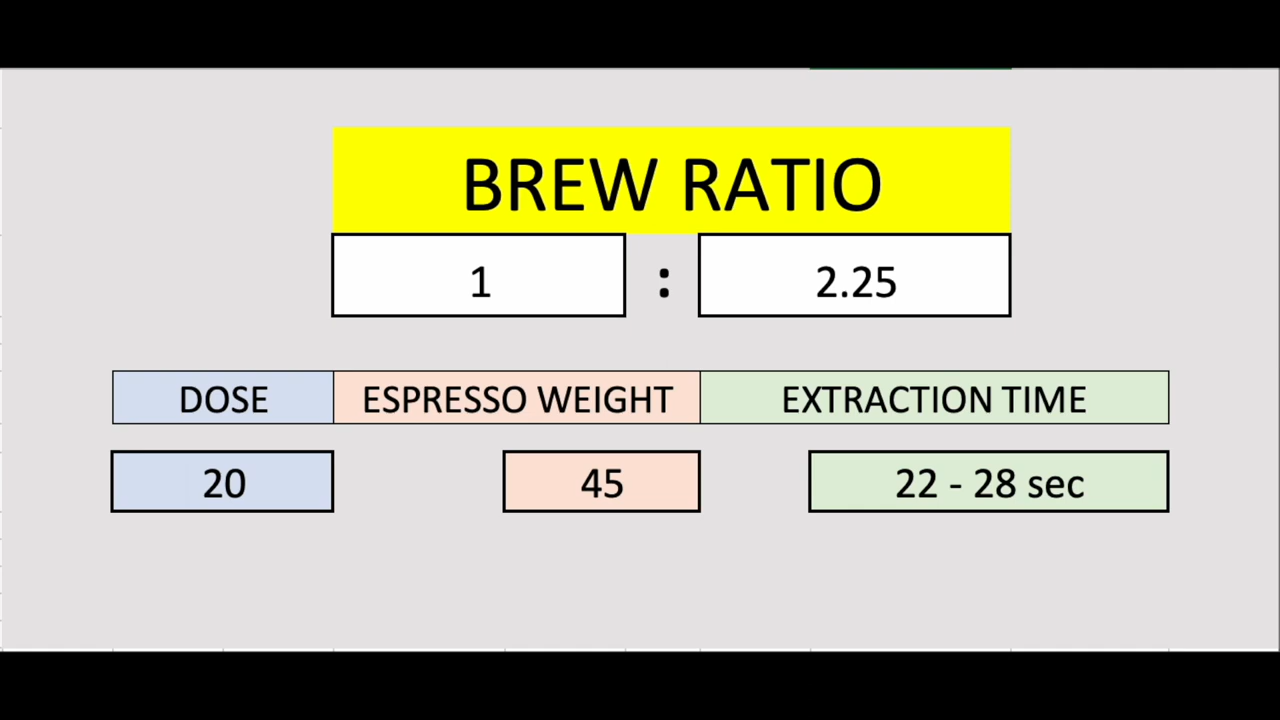 BREW RATIO
1 : 2.25
DOSE ESPRESSO WEIGHT EXTRACTION TIME
20 45 22 - 28 sec